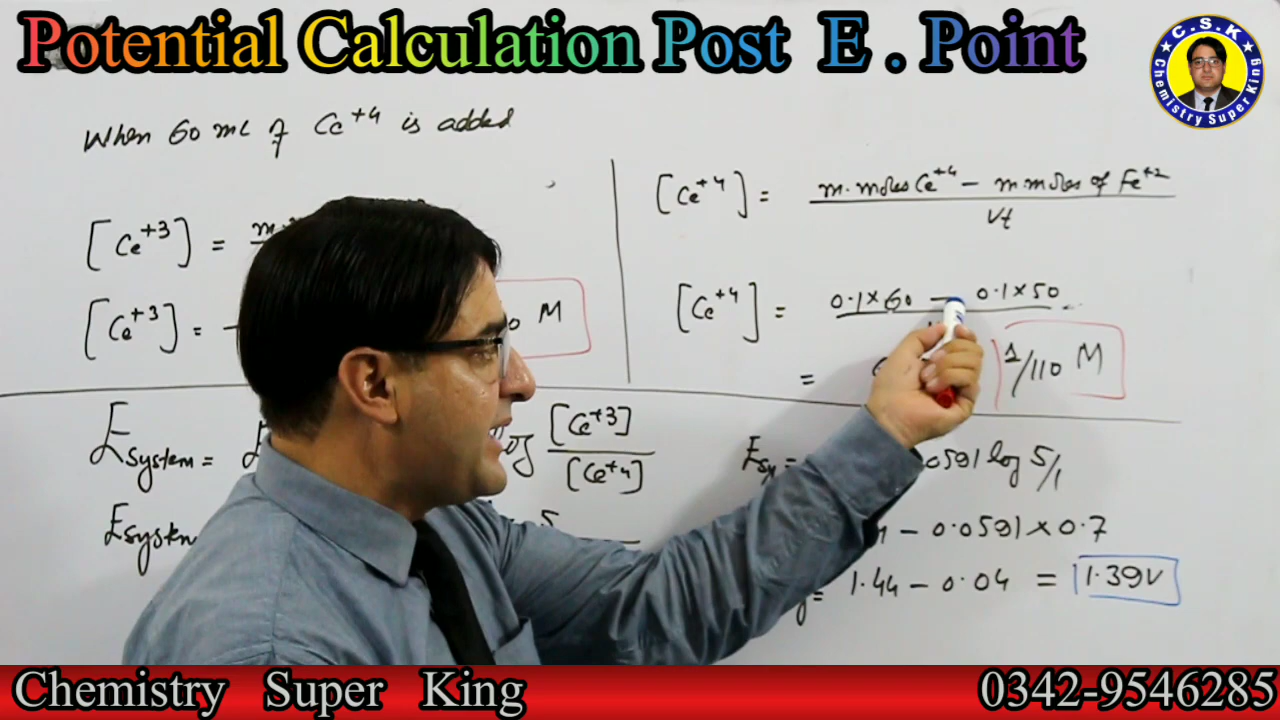 Potential Calculation Post E . Point
C.S.K
Chemistry Super King
When 60 mL of Ce+4 is added
[Ce+3] =
[Ce+3] =
M
[Ce+4] = m.moles Ce+4 – m.moles of Fe+2
Vt
[Ce+4] = 0.1×60 – 0.1×50
= 1/110 M
Esystem =
log [Ce+3]
[Ce+4]
Esystem
5
Esy =
0591 log 5/1
– 0.0591 × 0.7
= 1.44 – 0.04 = 1.39V
Chemistry Super King
0342-9546285